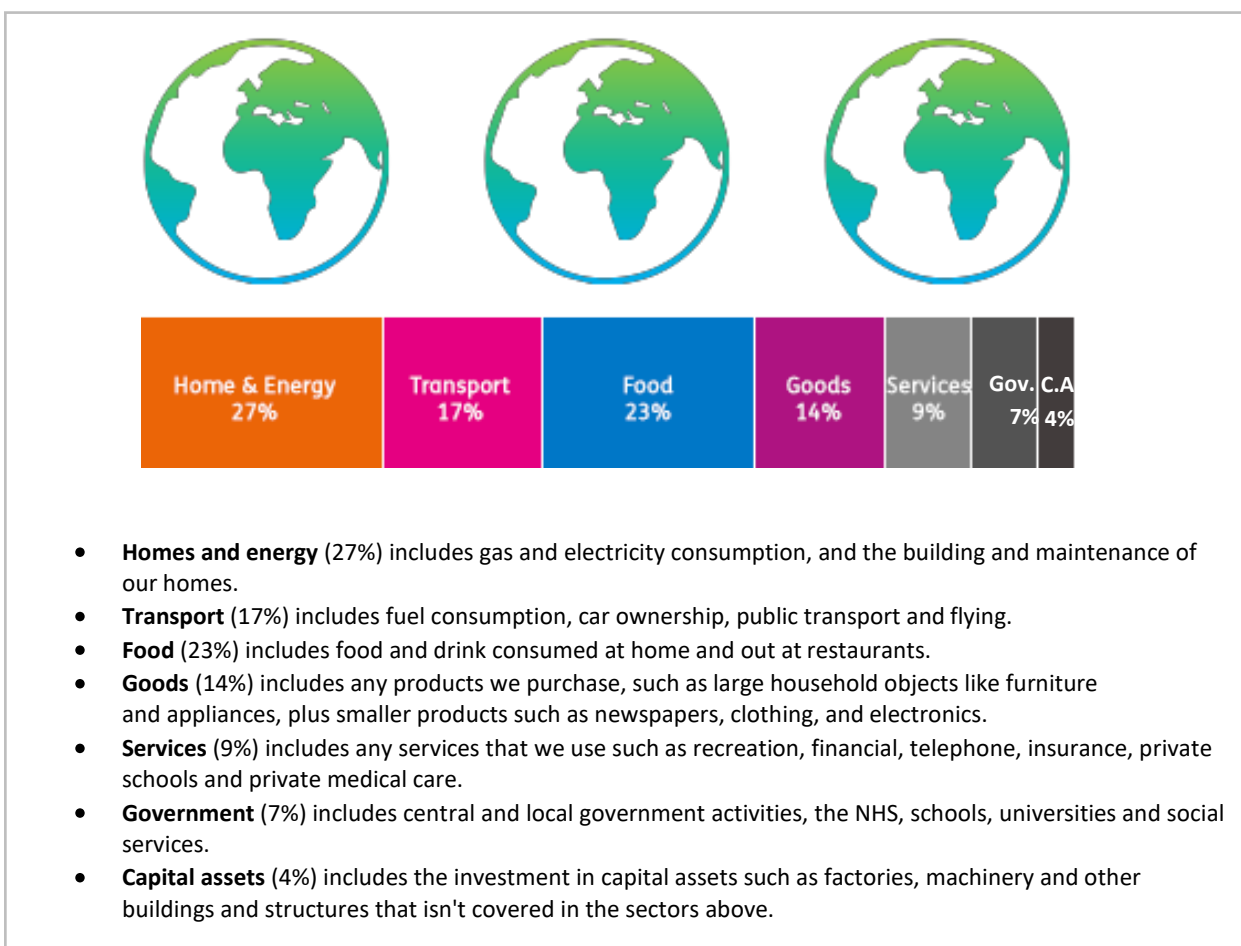 Home & Energy
27%
Transport
17%
Food
23%
Goods
14%
Services
9%
Gov.
7%
C.A
4%
• Homes and energy (27%) includes gas and electricity consumption, and the building and maintenance of
our homes.
• Transport (17%) includes fuel consumption, car ownership, public transport and flying.
• Food (23%) includes food and drink consumed at home and out at restaurants.
• Goods (14%) includes any products we purchase, such as large household objects like furniture
and appliances, plus smaller products such as newspapers, clothing, and electronics.
• Services (9%) includes any services that we use such as recreation, financial, telephone, insurance, private
schools and private medical care.
• Government (7%) includes central and local government activities, the NHS, schools, universities and social
services.
• Capital assets (4%) includes the investment in capital assets such as factories, machinery and other
buildings and structures that isn't covered in the sectors above.